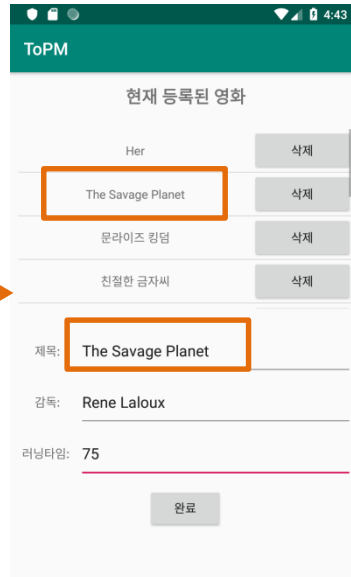 4:43
ToPM
현재 등록된 영화
Her 삭제
The Savage Planet 삭제
문라이즈 킹덤 삭제
친절한 금자씨 삭제
제목: The Savage Planet
감독: Rene Laloux
러닝타임: 75
완료